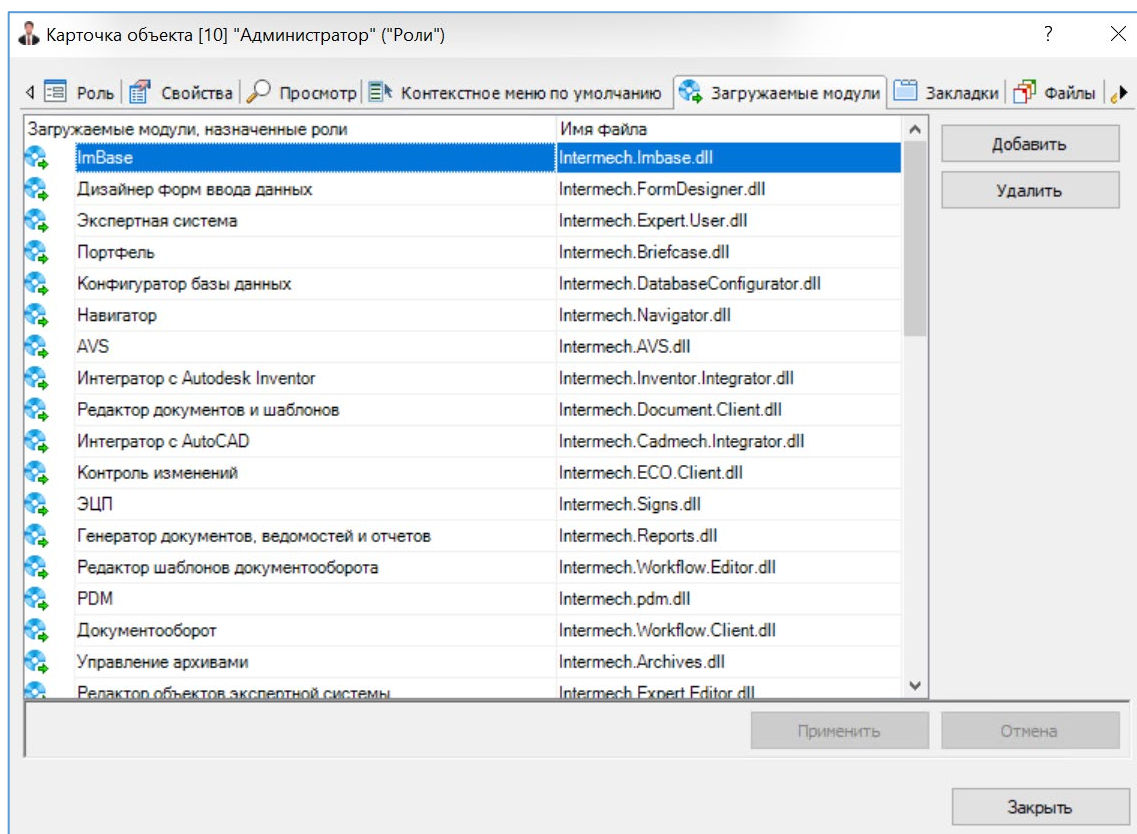 Карточка объекта [10] "Администратор" ("Роли") ?
Роль Свойства Просмотр Контекстное меню по умолчанию Загружаемые модули Закладки Файлы
Загружаемые модули, назначенные роли Имя файла
ImBase Intermech.Imbase.dll
Дизайнер форм ввода данных Intermech.FormDesigner.dll
Экспертная система Intermech.Expert.User.dll
Портфель Intermech.Briefcase.dll
Конфигуратор базы данных Intermech.DatabaseConfigurator.dll
Навигатор Intermech.Navigator.dll
AVS Intermech.AVS.dll
Интегратор с Autodesk Inventor Intermech.Inventor.Integrator.dll
Редактор документов и шаблонов Intermech.Document.Client.dll
Интегратор с AutoCAD Intermech.Cadmech.Integrator.dll
Контроль изменений Intermech.ECO.Client.dll
ЭЦП Intermech.Signs.dll
Генератор документов, ведомостей и отчетов Intermech.Reports.dll
Редактор шаблонов документооборота Intermech.Workflow.Editor.dll
PDM Intermech.pdm.dll
Документооборот Intermech.Workflow.Client.dll
Управление архивами Intermech.Archives.dll
Редактор объектов экспертной системы Intermech.Expert.Editor.dll
Добавить
Удалить
Применить Отмена
Закрыть